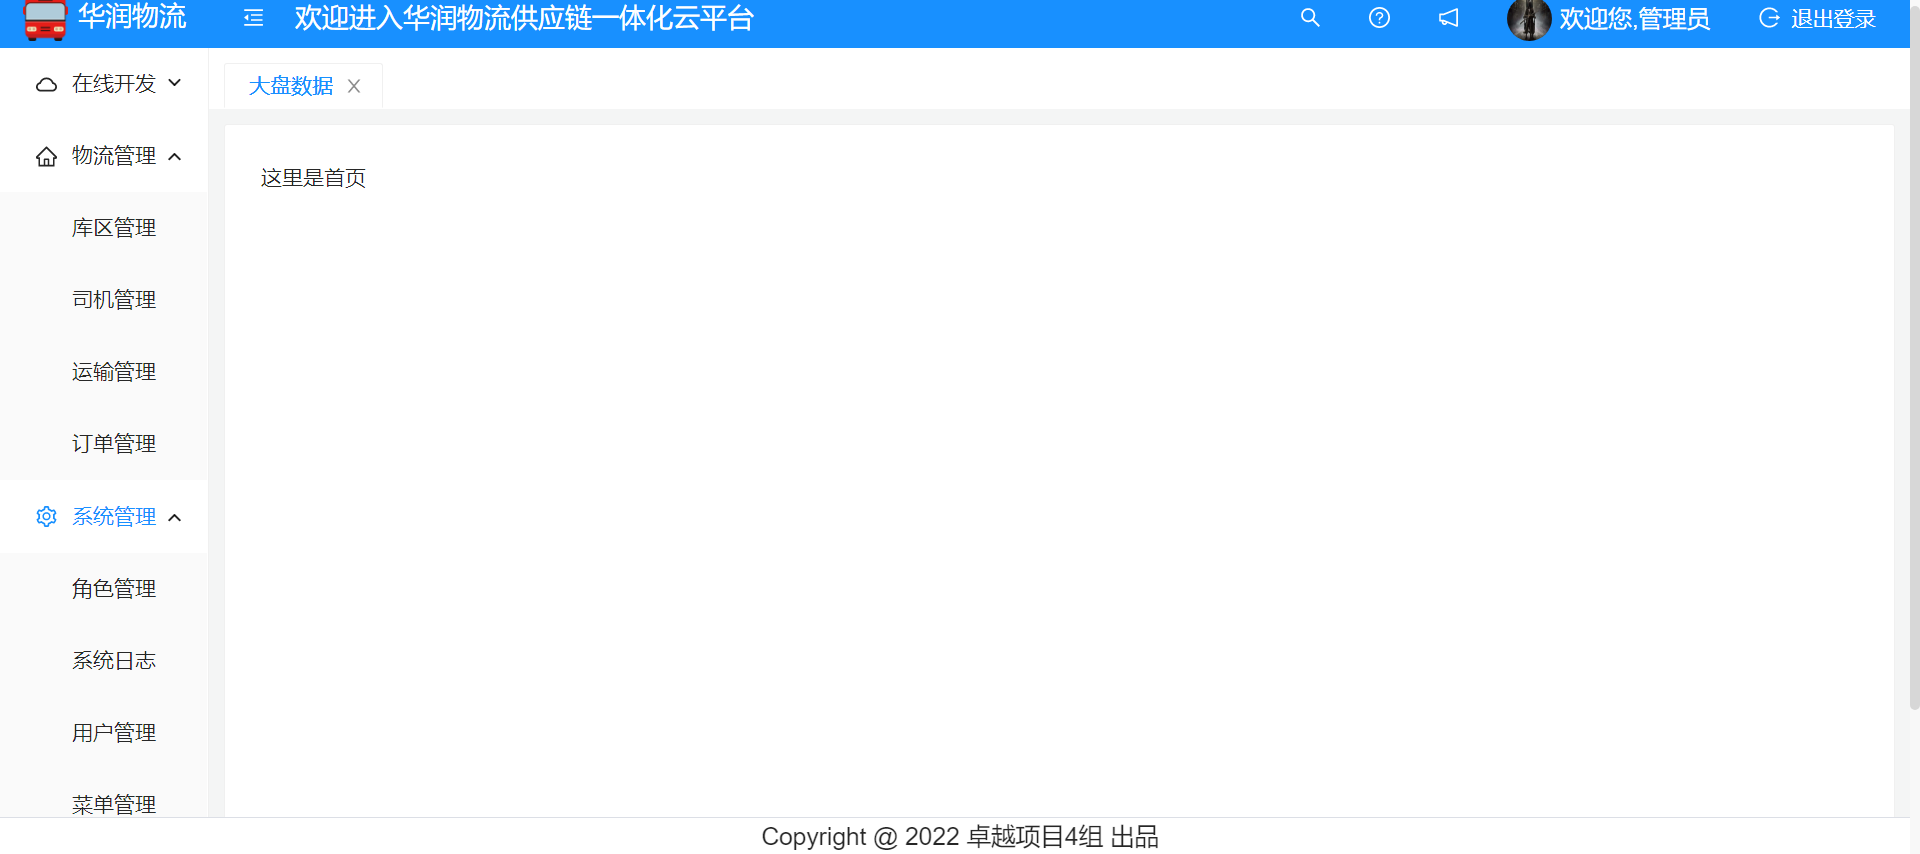 华润物流
欢迎进入华润物流供应链一体化云平台
欢迎您,管理员
退出登录
在线开发
物流管理
库区管理
司机管理
运输管理
订单管理
系统管理
角色管理
系统日志
用户管理
菜单管理
大盘数据
这里是首页
Copyright @ 2022 卓越项目4组 出品